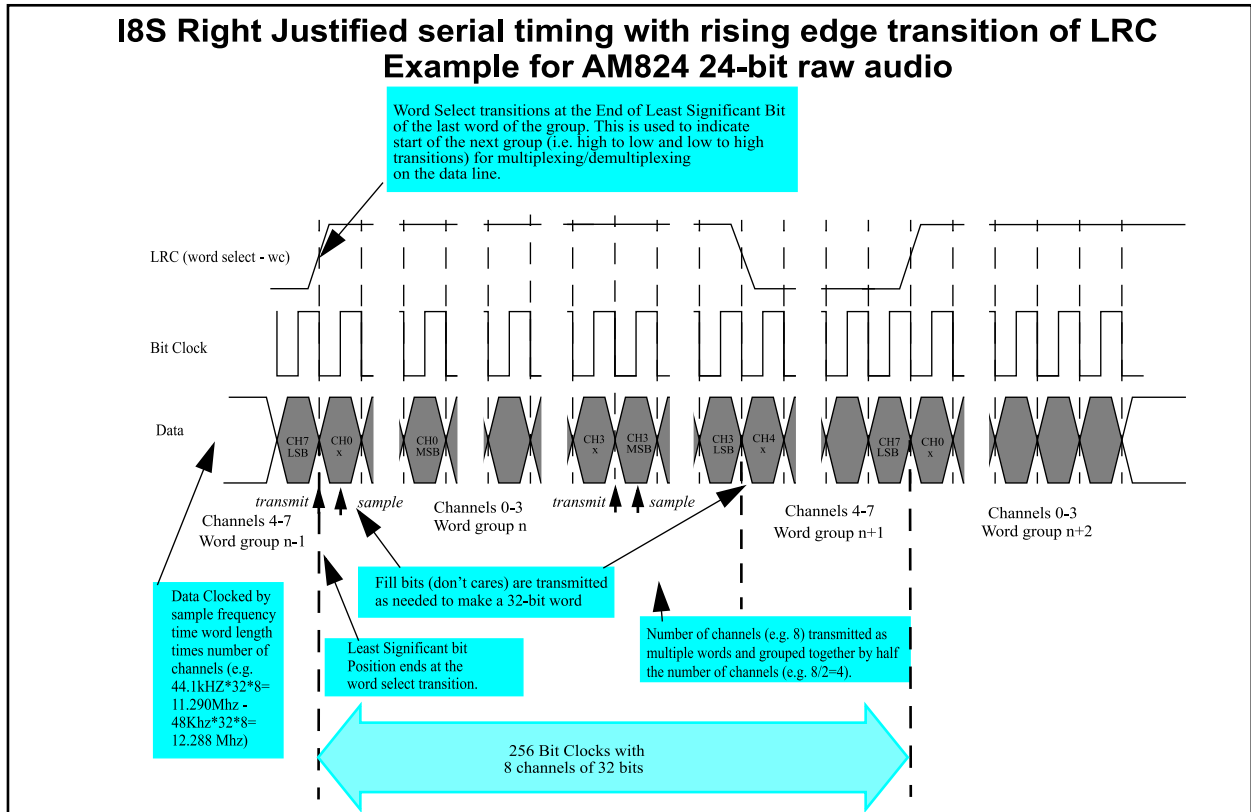 I8S Right Justified serial timing with rising edge transition of LRC
Example for AM824 24-bit raw audio
Word Select transitions at the End of Least Significant Bit
of the last word of the group. This is used to indicate
start of the next group (i.e. high to low and low to high
transitions) for multiplexing/demultiplexing
on the data line.
LRC (word select - wc)
Bit Clock
Data
CH7
LSB
CH0
x
CH0
MSB
CH3
x
CH3
MSB
CH3
LSB
CH4
x
CH7
LSB
CH0
x
transmit
sample
transmit
sample
Channels 4-7
Word group n-1
Channels 0-3
Word group n
Channels 4-7
Word group n+1
Channels 0-3
Word group n+2
Data Clocked by
sample frequency
time word length
times number of
channels (e.g.
44.1kHZ*32*8=
11.290Mhz -
48Khz*32*8=
12.288 Mhz)
Fill bits (don't cares) are transmitted
as needed to make a 32-bit word
Least Significant bit
Position ends at the
word select transition.
Number of channels (e.g. 8) transmitted as
multiple words and grouped together by half
the number of channels (e.g. 8/2=4).
256 Bit Clocks with
8 channels of 32 bits